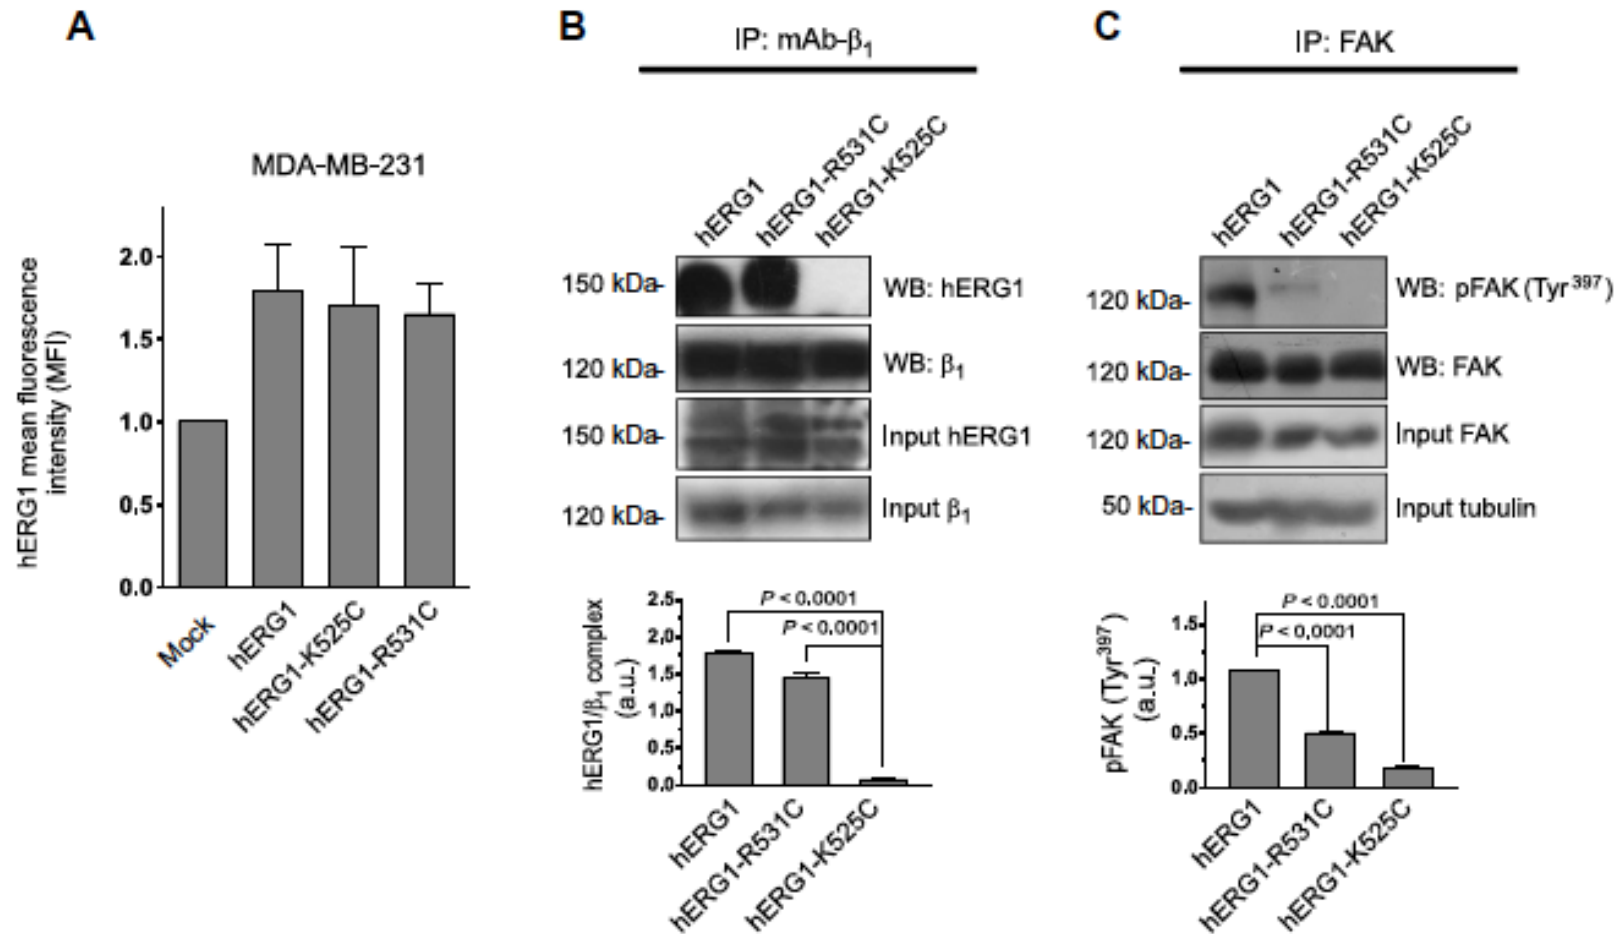 A
MDA-MB-231
hERG1 mean fluorescence
intensity (MFI)
2.0
1.5
1.0
0.5
0.0
Mock
hERG1
hERG1-K525C
hERG1-R531C
B
IP: mAb-β1
hERG1
hERG1-R531C
hERG1-K525C
150 kDa-
WB: hERG1
120 kDa-
WB: β1
150 kDa-
Input hERG1
120 kDa-
Input β1
hERG1/β1 complex
(a.u.)
2.5
2.0
1.5
1.0
0.5
0.0
P < 0.0001
P < 0.0001
hERG1
hERG1-R531C
hERG1-K525C
C
IP: FAK
hERG1
hERG1-R531C
hERG1-K525C
120 kDa-
WB: pFAK (Tyr397)
120 kDa-
WB: FAK
120 kDa-
Input FAK
50 kDa-
Input tubulin
pFAK (Tyr397)
(a.u.)
1.5
1.0
0.5
0.0
P < 0.0001
P < 0.0001
hERG1
hERG1-R531C
hERG1-K525C